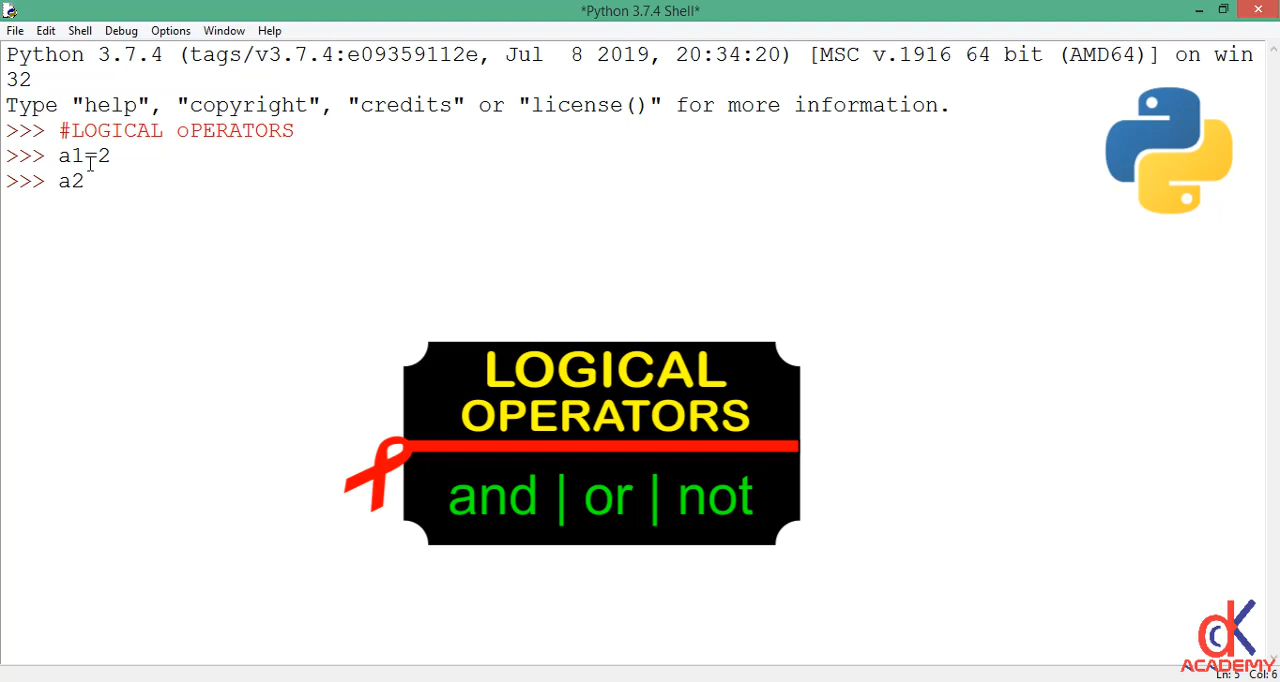 *Python 3.7.4 Shell*
File Edit Shell Debug Options Window Help
Python 3.7.4 (tags/v3.7.4:e09359112e, Jul  8 2019, 20:34:20) [MSC v.1916 64 bit (AMD64)] on win
32
Type "help", "copyright", "credits" or "license()" for more information.
>>> #LOGICAL oPERATORS
>>> a1=2
>>> a2
LOGICAL
OPERATORS
and | or | not
dcK
ACADEMY
Ln: 5 Col: 6